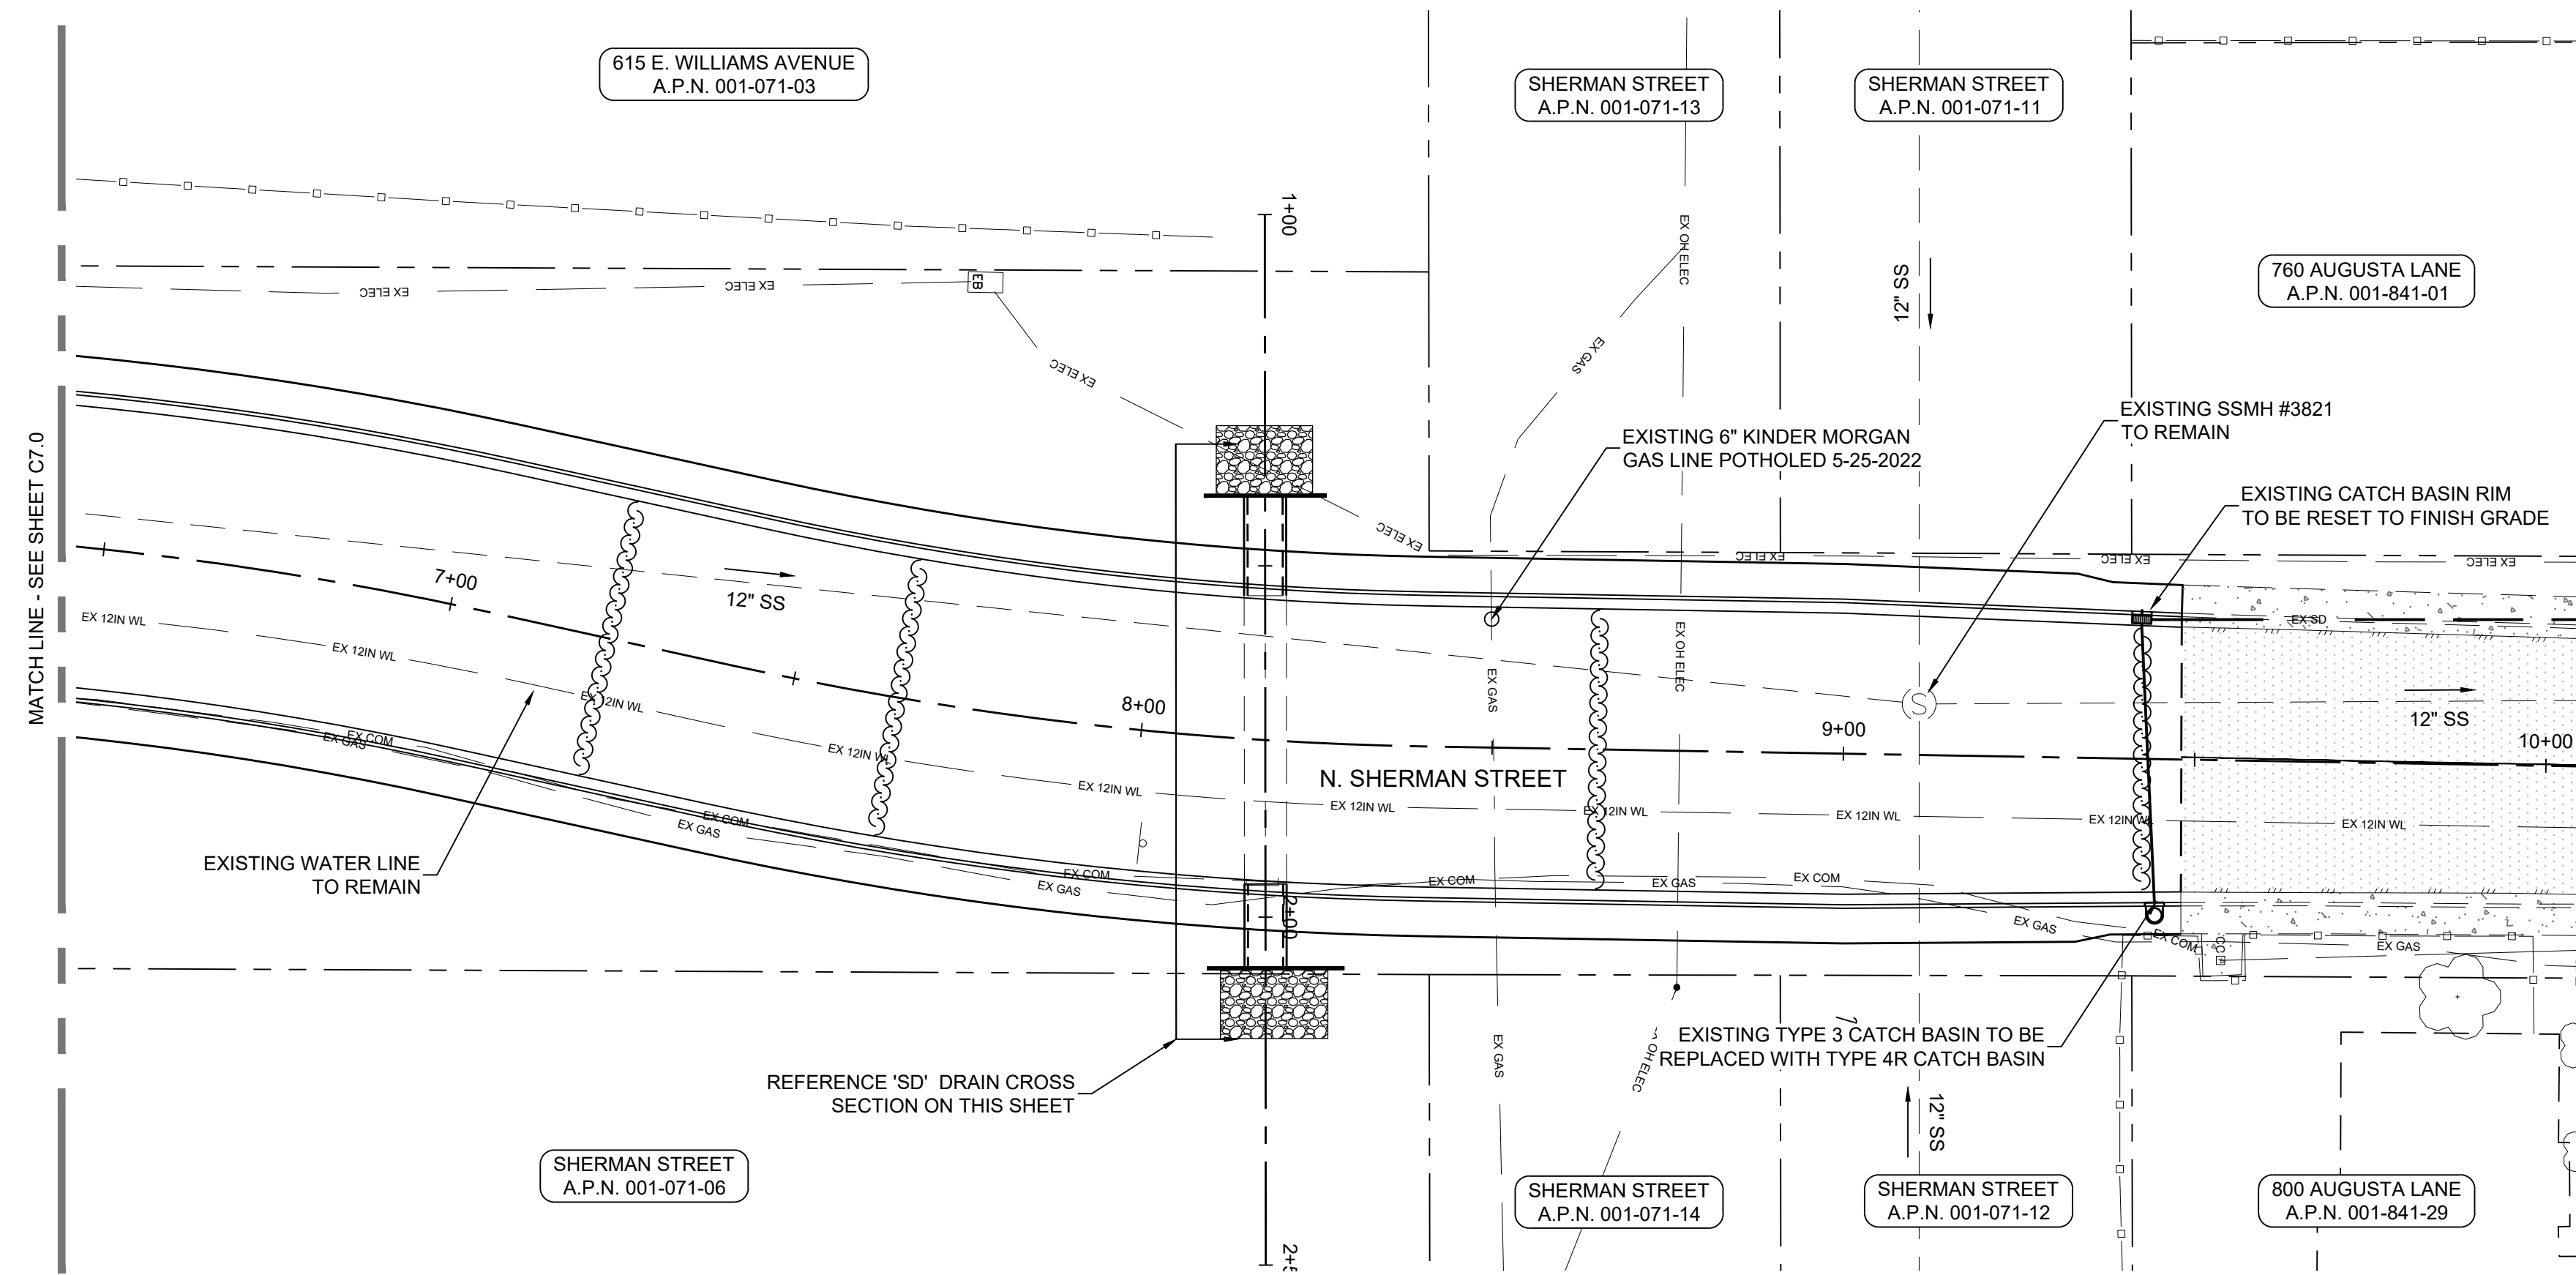 615 E. WILLIAMS AVENUE
A.P.N. 001-071-03
SHERMAN STREET
A.P.N. 001-071-13
SHERMAN STREET
A.P.N. 001-071-11
760 AUGUSTA LANE
A.P.N. 001-841-01
1+00
EX OH ELEC
12" SS
EX ELEC
EX ELEC
EB
EX ELEC
EX GAS
EXISTING 6" KINDER MORGAN
GAS LINE POTHOLED 5-25-2022
EXISTING SSMH #3821
TO REMAIN
EXISTING CATCH BASIN RIM
TO BE RESET TO FINISH GRADE
MATCH LINE - SEE SHEET C7.0
EX ELEC
EX ELEC
EX ELEC
EX ELEC
7+00
12" SS
EX 12IN WL
EX 12IN WL
EX 12IN WL
EX 12IN WL
EX 12IN WL
EX 12IN WL
EX 12IN WL
EX 12IN WL
EX 12IN WL
EX 12IN WL
EX SD
EX OH ELEC
EX GAS
S
8+00
9+00
10+00
12" SS
N. SHERMAN STREET
EX COM
EX GAS
EX COM
EX GAS
EX COM
EX GAS
EX COM
EX GAS
EX COM
EX GAS
EX COM
EX GAS
CC
2+00
EXISTING WATER LINE
TO REMAIN
EXISTING TYPE 3 CATCH BASIN TO BE
REPLACED WITH TYPE 4R CATCH BASIN
EX GAS
OH ELEC
REFERENCE 'SD' DRAIN CROSS
SECTION ON THIS SHEET
12" SS
SHERMAN STREET
A.P.N. 001-071-06
SHERMAN STREET
A.P.N. 001-071-14
SHERMAN STREET
A.P.N. 001-071-12
800 AUGUSTA LANE
A.P.N. 001-841-29